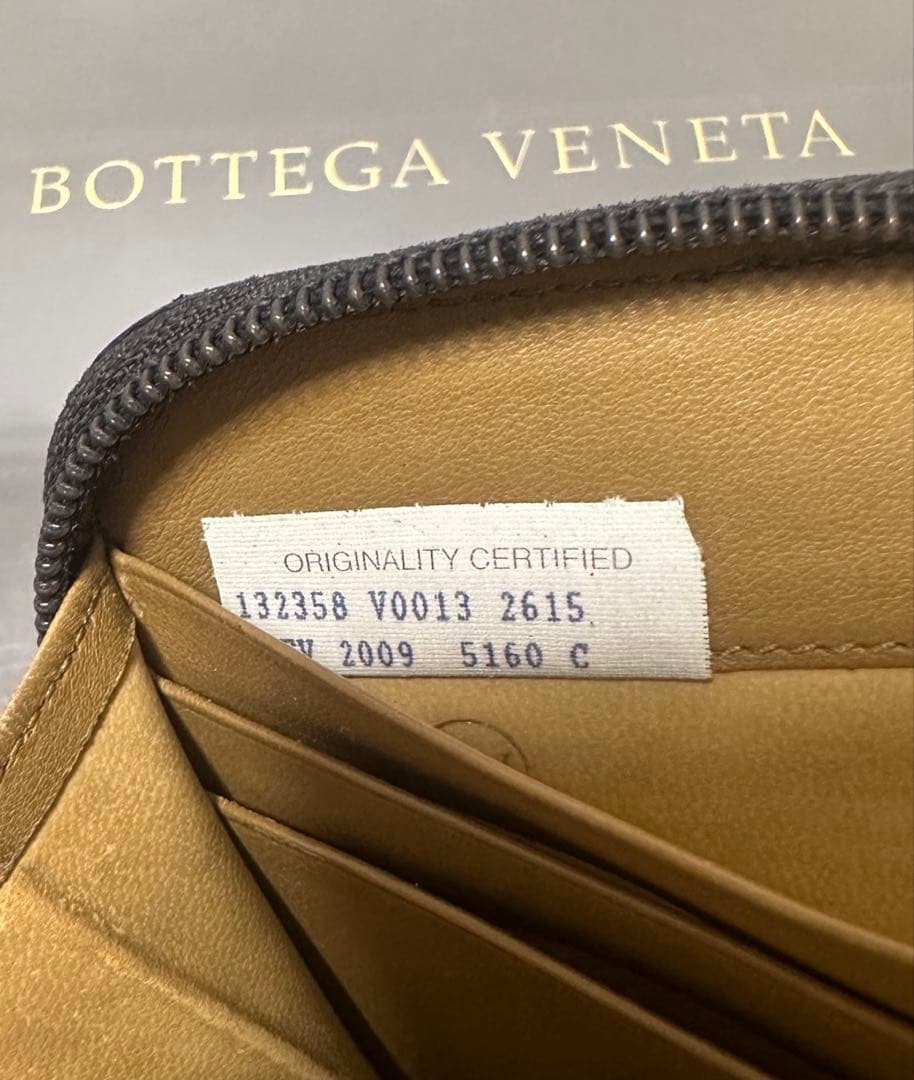 BOTTEGA VENETA
ORIGINALITY CERTIFIED
132358 V0013 2615
2009 5160 C